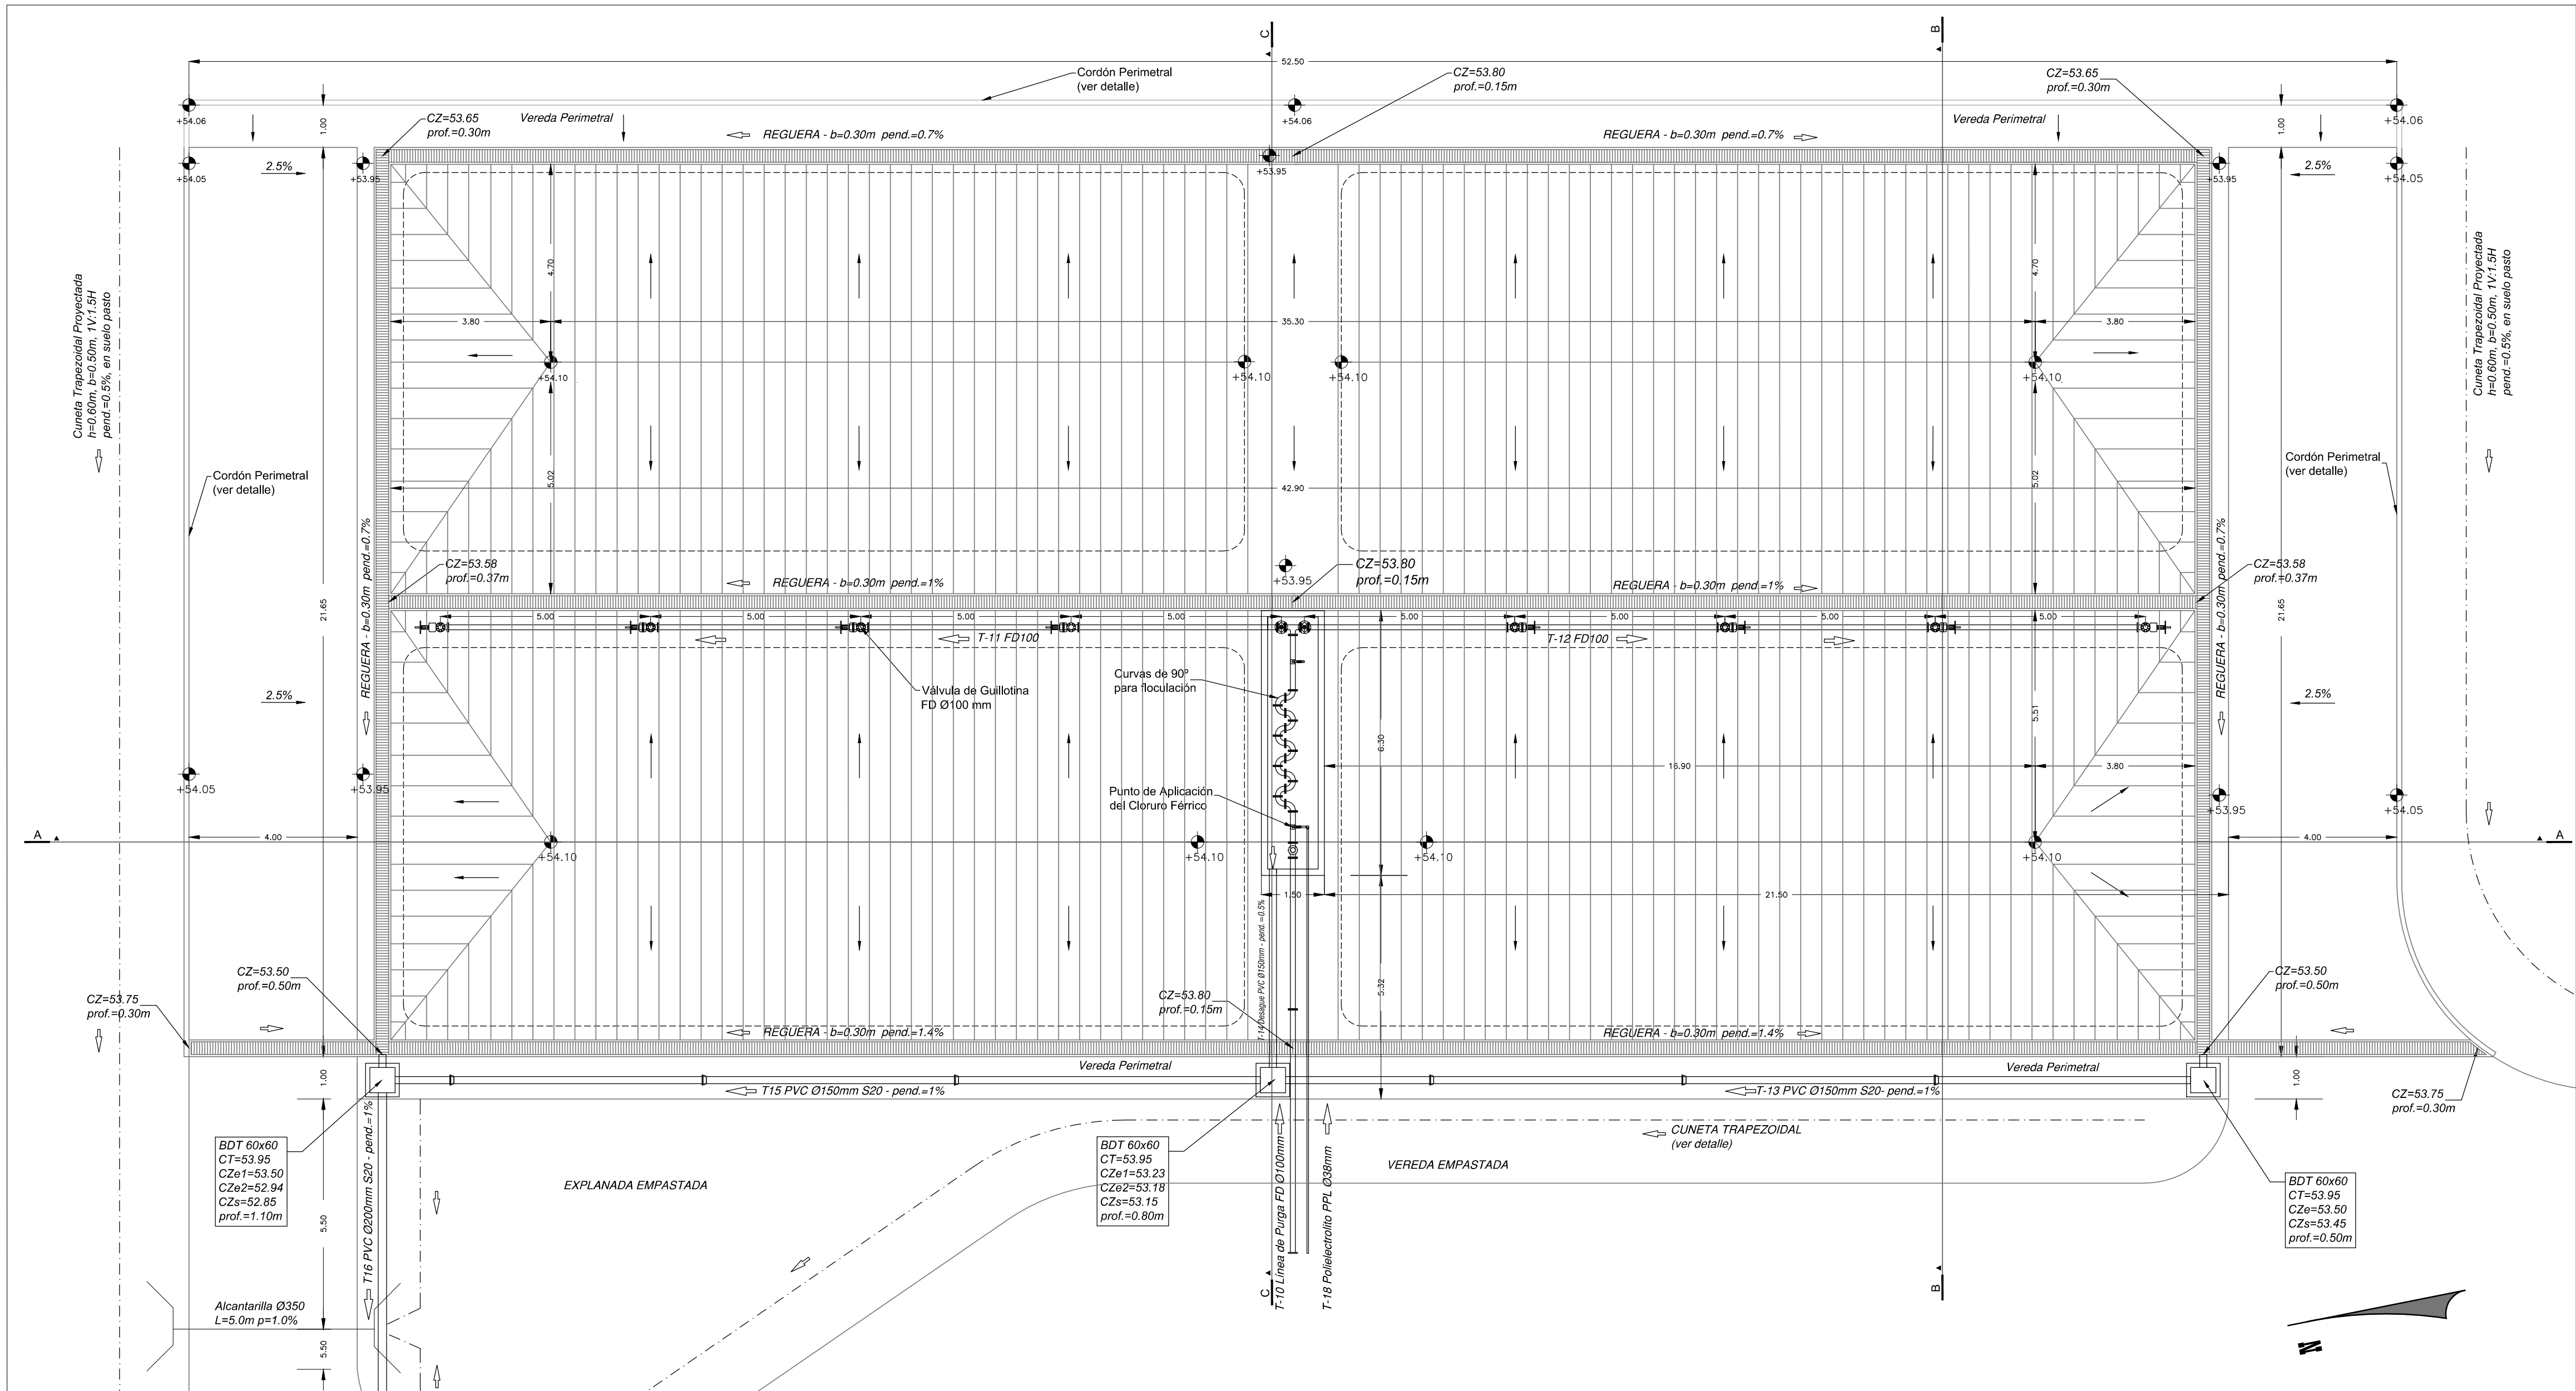 C
B
52.50
Cordón Perimetral
(ver detalle)
CZ=53.80
prof.=0.15m
CZ=53.65
prof.=0.30m
+54.06
1.00
CZ=53.65
prof.=0.30m
Vereda Perimetral
REGUERA - b=0.30m pend.=0.7%
+54.06
REGUERA - b=0.30m pend.=0.7%
Vereda Perimetral
1.00
+54.06
+54.05
2.5%
+53.95
+53.95
+53.95
2.5%
+54.05
Cuneta Trapezoidal Proyectada
h=0.60m, b=0.50m, 1V:1.5H
pend.=0.5%, en suelo pasto
4.70
4.70
Cuneta Trapezoidal Proyectada
h=0.60m, b=0.50m, 1V:1.5H
pend.=0.5%, en suelo pasto
3.80
35.30
3.80
+54.10
+54.10
+54.10
+54.10
Cordón Perimetral
(ver detalle)
5.02
42.90
5.02
Cordón Perimetral
(ver detalle)
REGUERA - b=0.30m pend.=0.7%
REGUERA - b=0.30m pend.=0.7%
CZ=53.58
prof.=0.37m
REGUERA - b=0.30m pend.=1%
+53.95
CZ=53.80
prof.=0.15m
REGUERA - b=0.30m pend.=1%
CZ=53.58
prof.=0.37m
21.65
21.65
5.00
5.00
5.00
5.00
5.00
5.00
5.00
5.00
T-11 FD100
T-12 FD100
2.5%
Válvula de Guillotina
FD Ø100 mm
Curvas de 90º
para floculación
6.30
5.51
2.5%
16.90
3.80
+54.05
+53.95
Punto de Aplicación
del Cloruro Férrico
+53.95
+54.05
A
4.00
+54.10
+54.10
+54.10
+54.10
4.00
A
1.50
21.50
T-14 Desague PVC Ø150mm - pend. =0.5%
5.32
CZ=53.50
prof.=0.50m
CZ=53.75
prof.=0.30m
CZ=53.80
prof.=0.15m
CZ=53.50
prof.=0.50m
REGUERA - b=0.30m pend.=1.4%
REGUERA - b=0.30m pend.=1.4%
1.00
Vereda Perimetral
Vereda Perimetral
1.00
T15 PVC Ø150mm S20 - pend.=1%
T-13 PVC Ø150mm S20- pend.=1%
CZ=53.75
prof.=0.30m
T16 PVC Ø200mm S20 - pend.=1%
BDT 60x60
CT=53.95
CZe1=53.50
CZe2=52.94
CZs=52.85
prof.=1.10m
EXPLANADA EMPASTADA
BDT 60x60
CT=53.95
CZe1=53.23
CZe2=53.18
CZs=53.15
prof.=0.80m
T-10 Línea de Purga FD Ø100mm
T-18 Polielectrolito PPL Ø38mm
CUNETA TRAPEZOIDAL
(ver detalle)
VEREDA EMPASTADA
BDT 60x60
CT=53.95
CZe=53.50
CZs=53.45
prof.=0.50m
5.50
Alcantarilla Ø350
L=5.0m p=1.0%
5.50
C
B
N